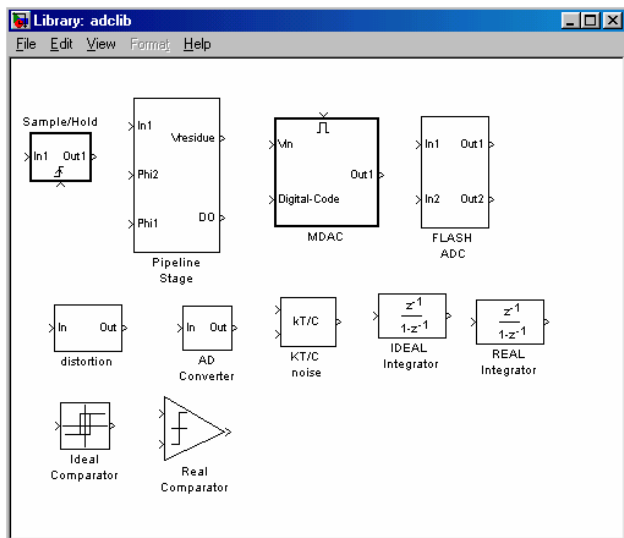 Library: adclib
File Edit View Format Help
Sample/Hold
In1 Out1
In1
Vresidue
Phi2
Phi1
DO
Pipeline
Stage
Vin
Out1
Digital-Code
MDAC
In1 Out1
In2 Out2
FLASH
ADC
In Out
distortion
In Out
AD
Converter
kT/C
KT/C
noise
z-1
1-z-1
IDEAL
Integrator
z-1
1-z-1
REAL
Integrator
Ideal
Comparator
Real
Comparator